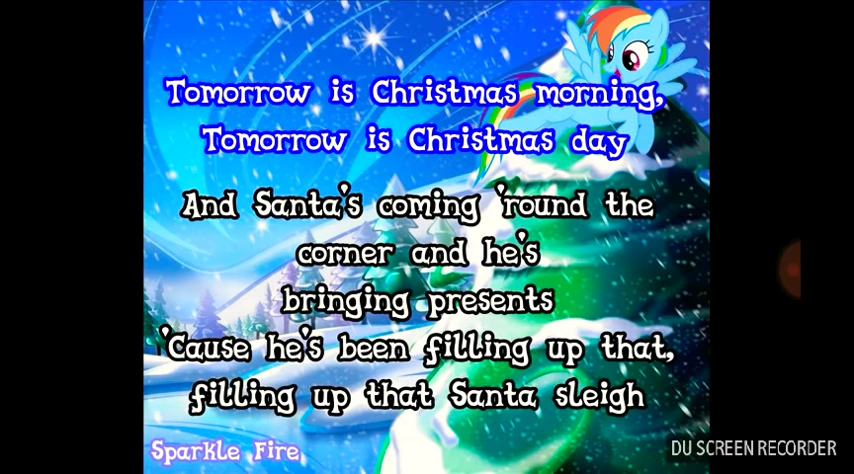 Tomorrow is Christmas morning,
Tomorrow is Christmas day
And Santa's coming 'round the
corner and he's
bringing presents
'Cause he's been filling up that,
filling up that Santa sleigh
Sparkle Fire
DU SCREEN RECORDER